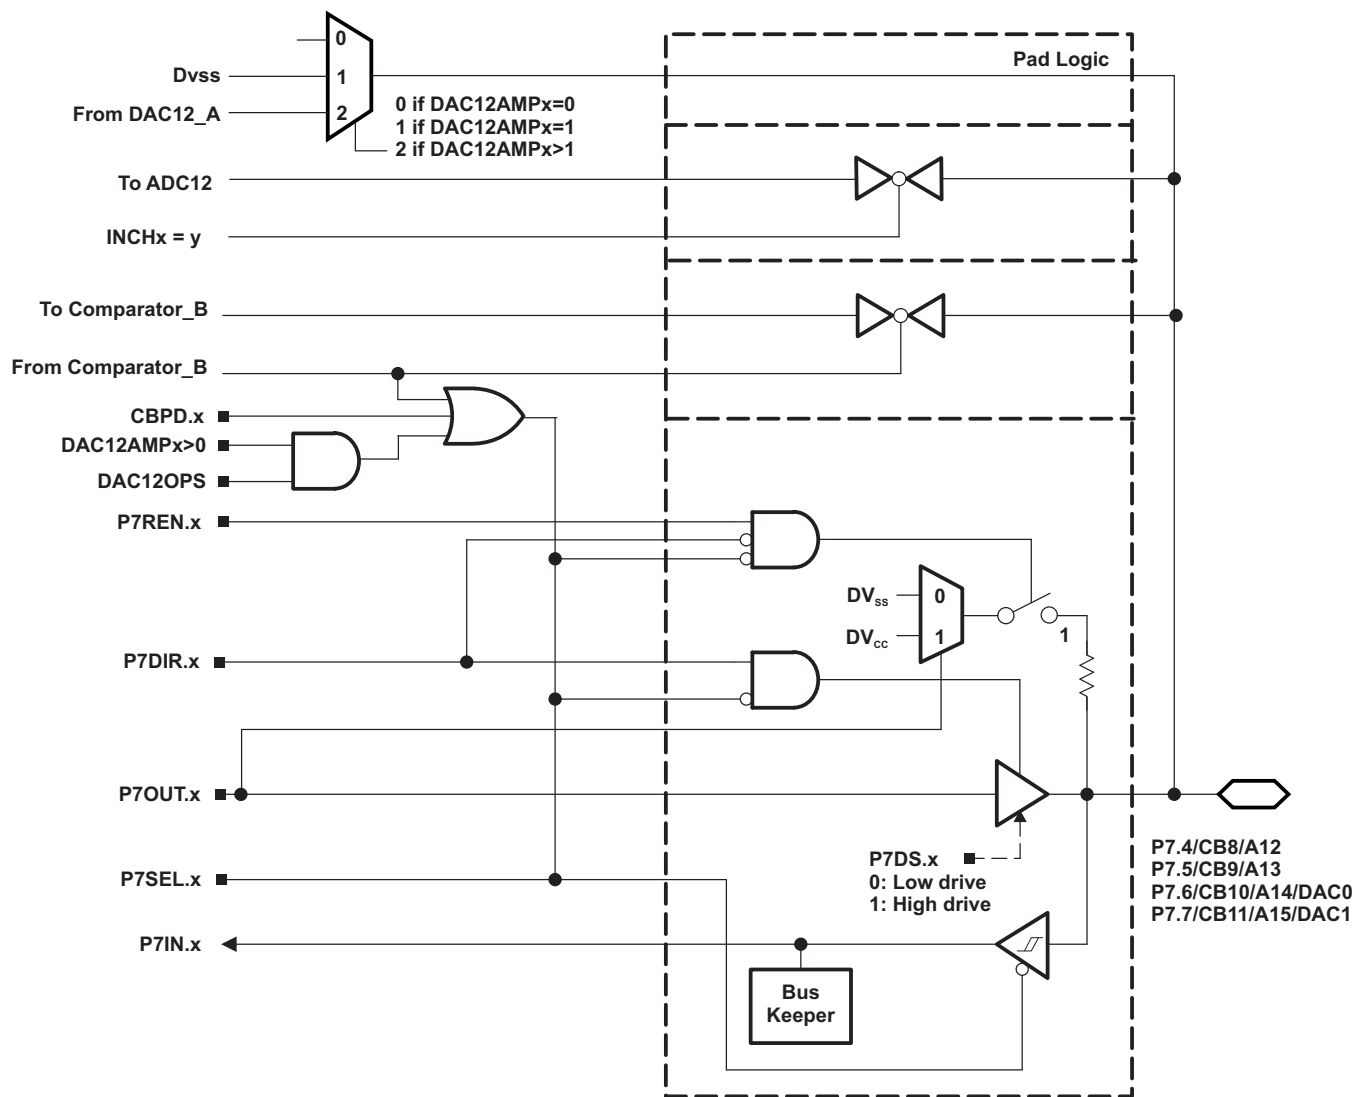 0
Pad Logic
Dvss
1
From DAC12_A
2
0 if DAC12AMPx=0
1 if DAC12AMPx=1
2 if DAC12AMPx>1
To ADC12
INCHx = y
To Comparator_B
From Comparator_B
CBPD.x
DAC12AMPx>0
DAC12OPS
P7REN.x
DVss
0
DVcc
1
1
P7DIR.x
P7OUT.x
P7DS.x
0: Low drive
1: High drive
P7.4/CB8/A12
P7.5/CB9/A13
P7.6/CB10/A14/DAC0
P7.7/CB11/A15/DAC1
P7SEL.x
P7IN.x
Bus
Keeper